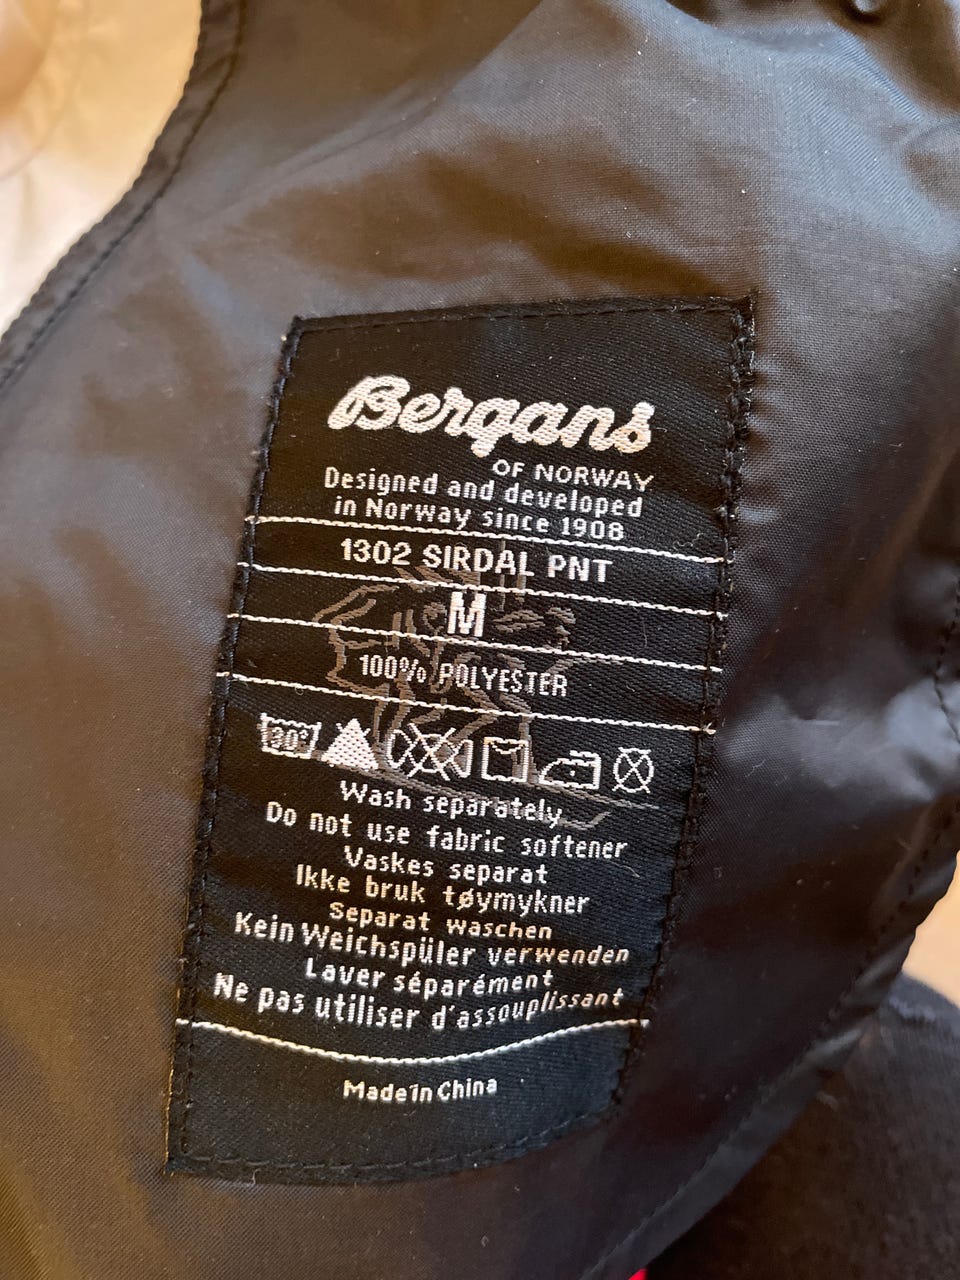 Bergans
OF NORWAY
Designed and developed
in Norway since 1908
1302 SIRDAL PNT
M
100% POLYESTER
30°
Wash separately
Do not use fabric softener
Vaskes separat
Ikke bruk tøymykner
Separat waschen
Kein Weichspüler verwenden
Laver séparément
Ne pas utiliser d'assouplissant
Made in China